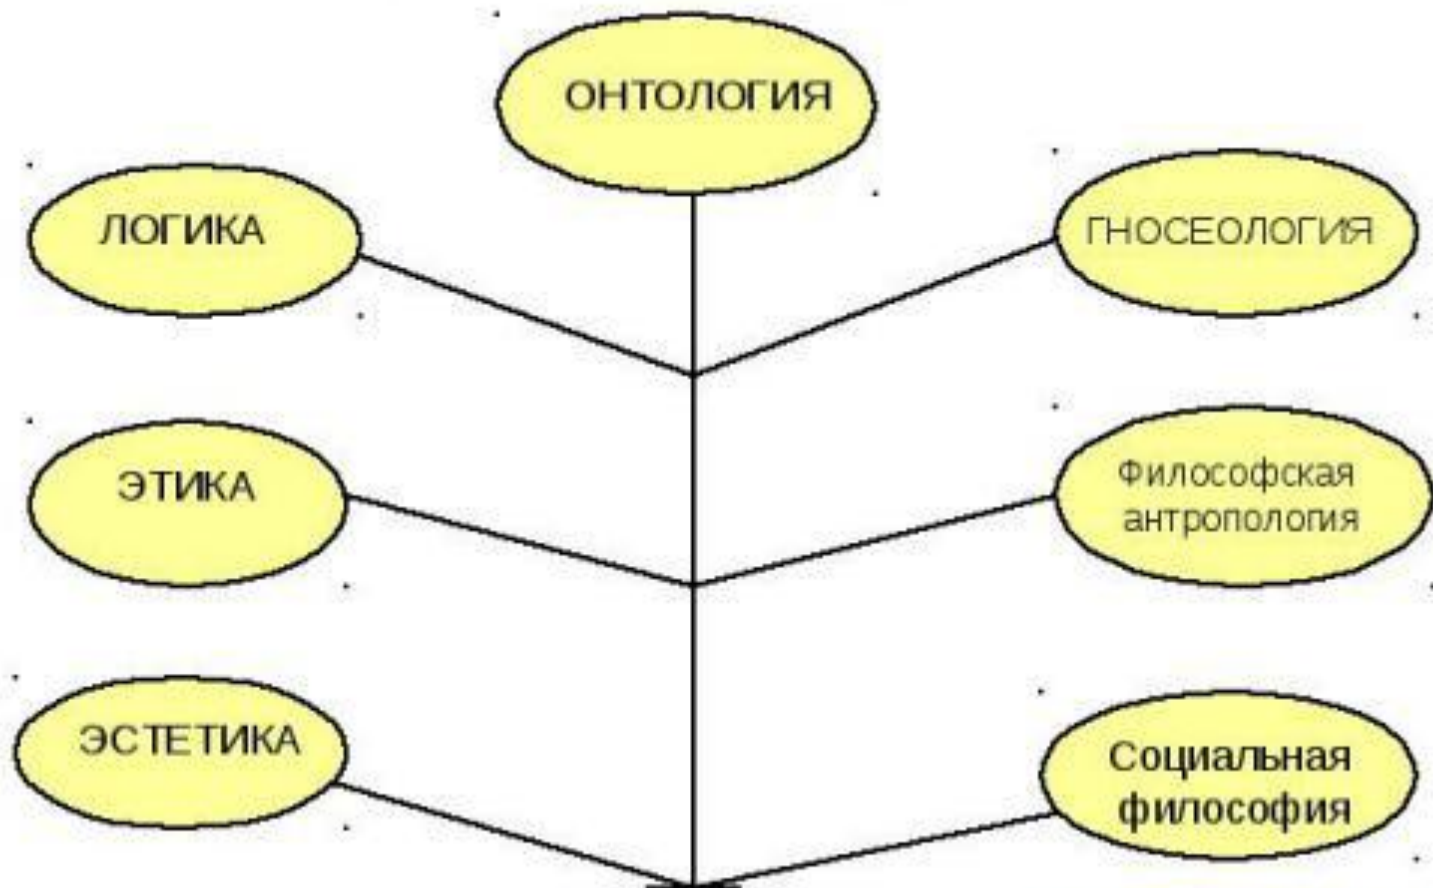 ОНТОЛОГИЯ
ЛОГИКА
ГНОСЕОЛОГИЯ
ЭТИКА
Философская
антропология
ЭСТЕТИКА
Социальная
философия